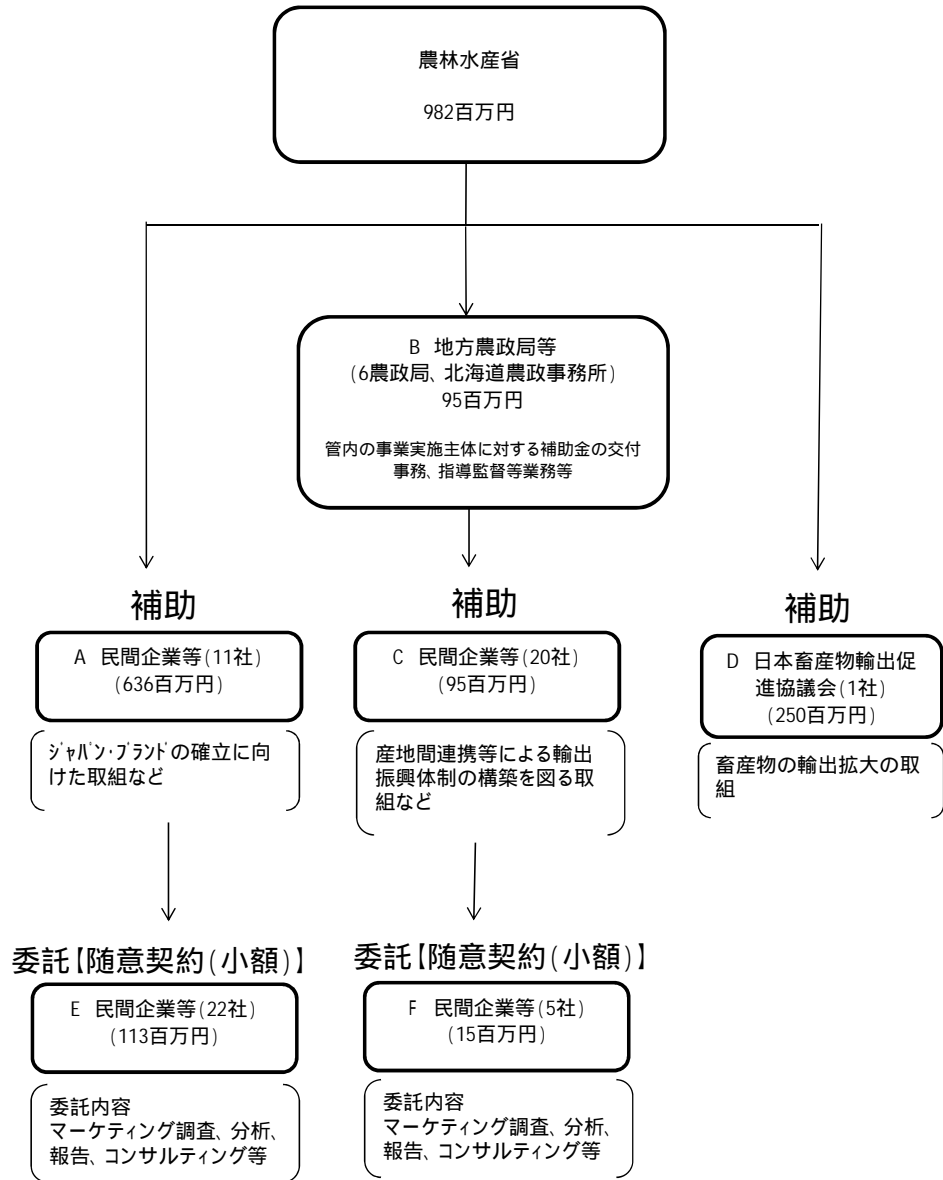 農林水産省
982百万円
B 地方農政局等
(6農政局、北海道農政事務所)
95百万円
管内の事業実施主体に対する補助金の交付
事務、指導監督等業務等
補助
A 民間企業等(11社)
(636百万円)
ｼﾞｬﾊﾟﾝ・ﾌﾞﾗﾝﾄﾞの確立に向
けた取組など
補助
C 民間企業等(20社)
(95百万円)
産地間連携等による輸出
振興体制の構築を図る取
組など
補助
D 日本畜産物輸出促
進協議会(1社)
(250百万円)
畜産物の輸出拡大の取
組
委託【随意契約(小額)】
E 民間企業等(22社)
(113百万円)
委託内容
マーケティング調査、分析、
報告、コンサルティング等
委託【随意契約(小額)】
F 民間企業等(5社)
(15百万円)
委託内容
マーケティング調査、分析、
報告、コンサルティング等